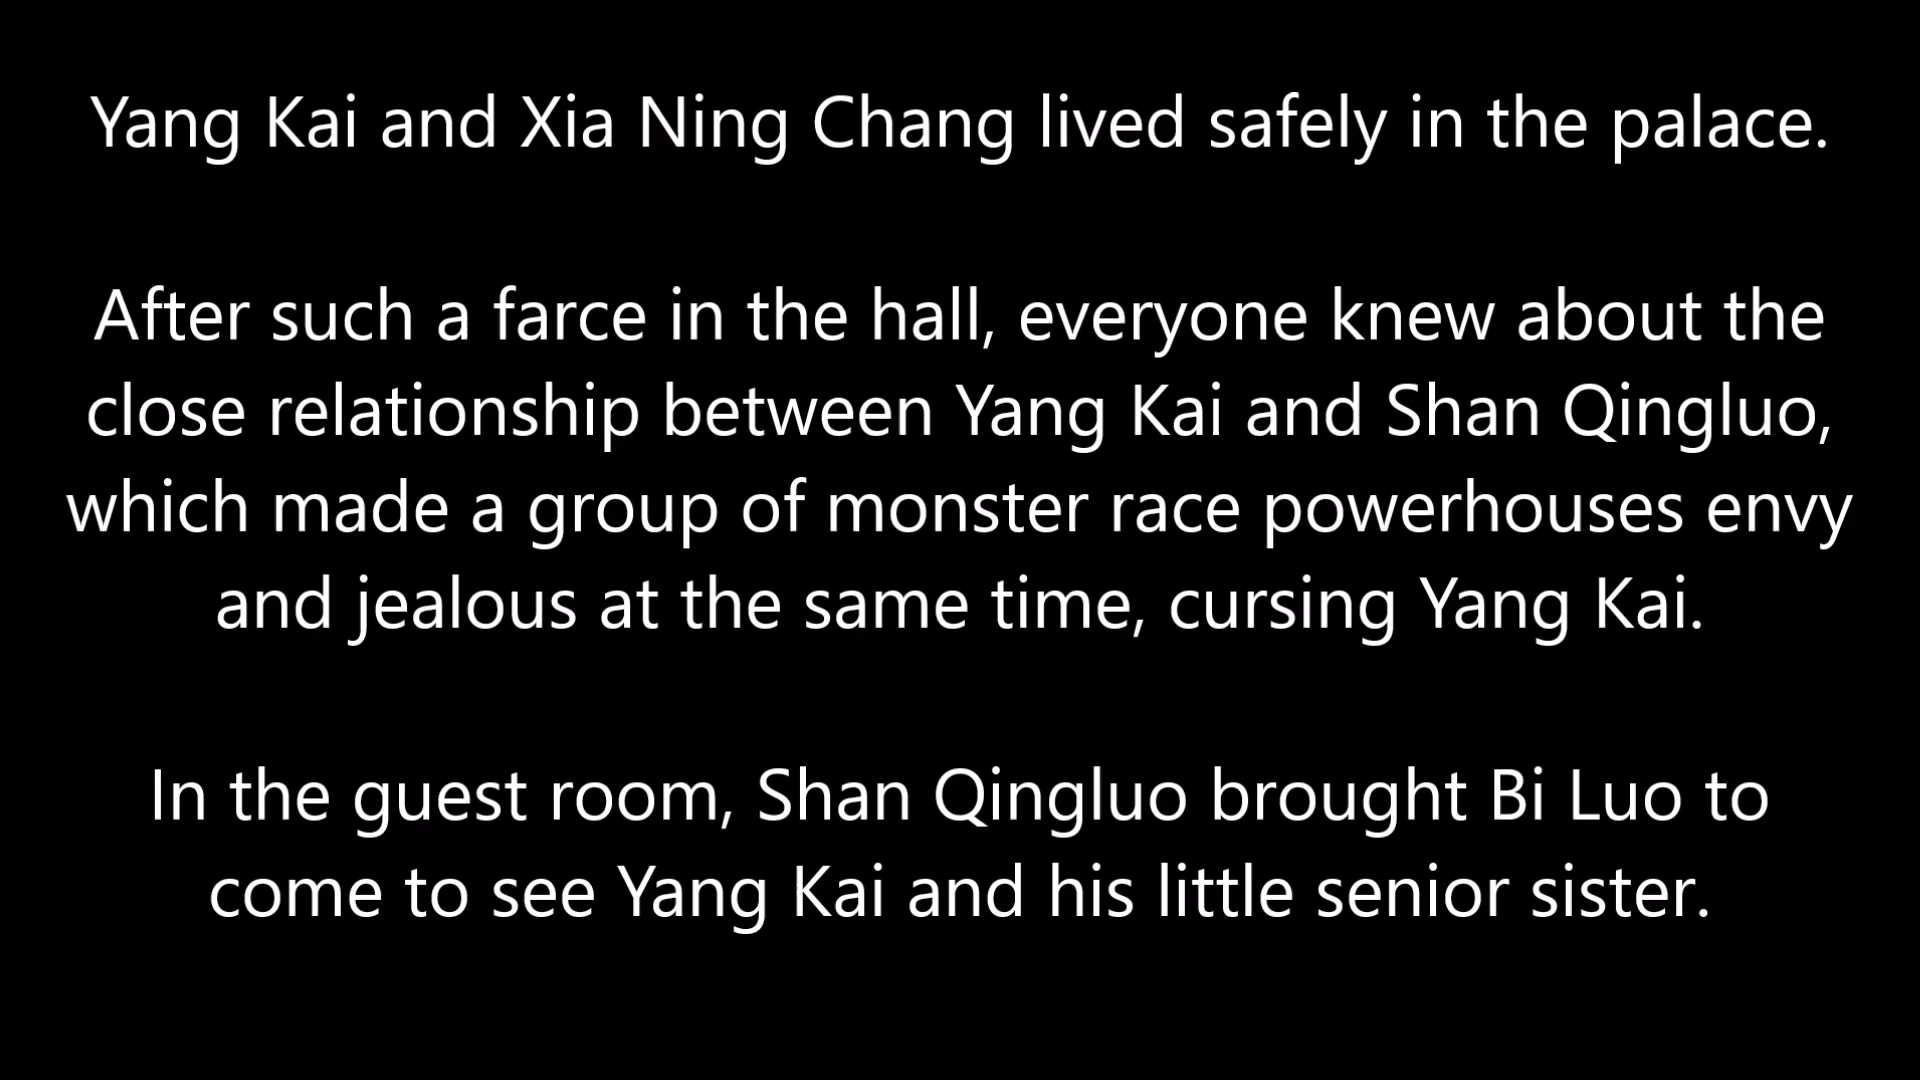 Yang Kai and Xia Ning Chang lived safely in the palace.
After such a farce in the hall, everyone knew about the
close relationship between Yang Kai and Shan Qingluo,
which made a group of monster race powerhouses envy
and jealous at the same time, cursing Yang Kai.
In the guest room, Shan Qingluo brought Bi Luo to
come to see Yang Kai and his little senior sister.